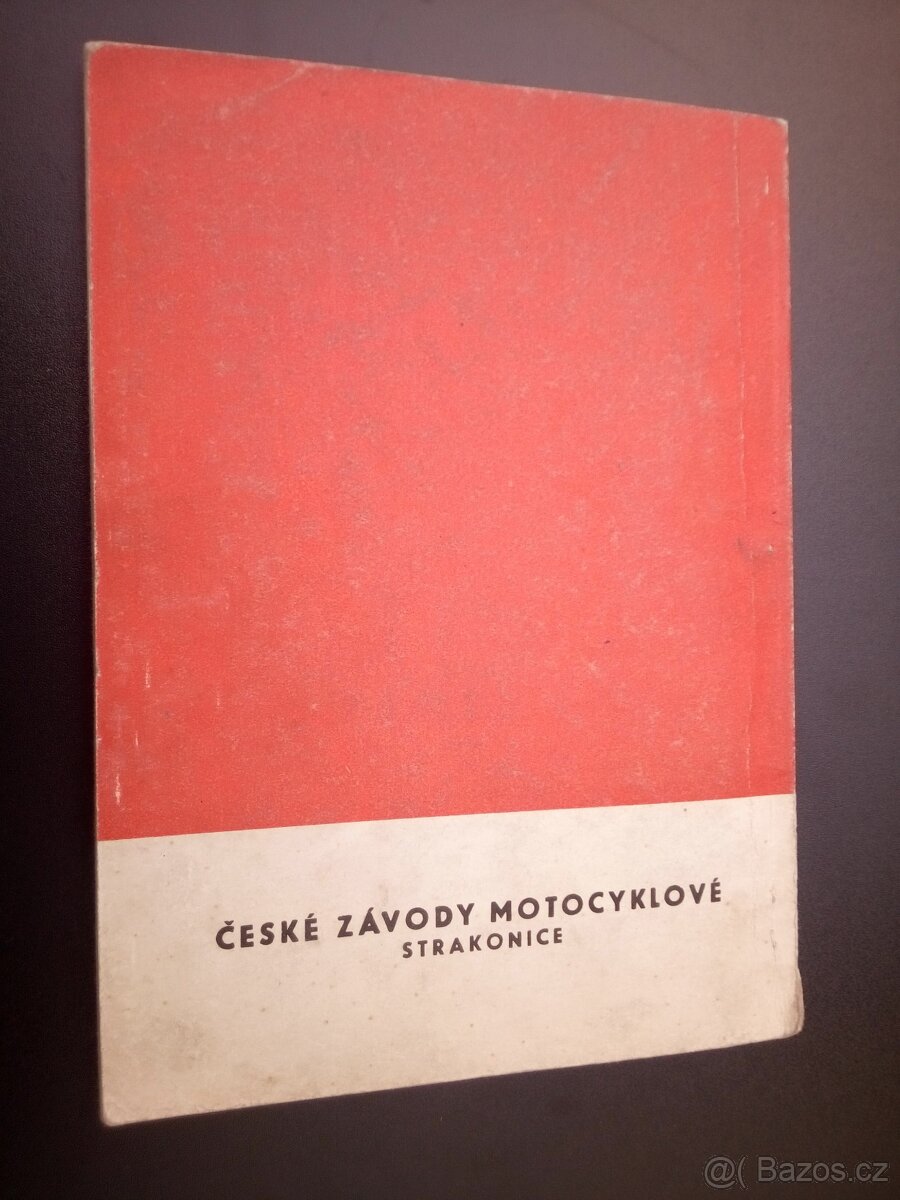 ČESKÉ ZÁVODY MOTOCYKLOVÉ
STRAKONICE
@( Bazos.cz